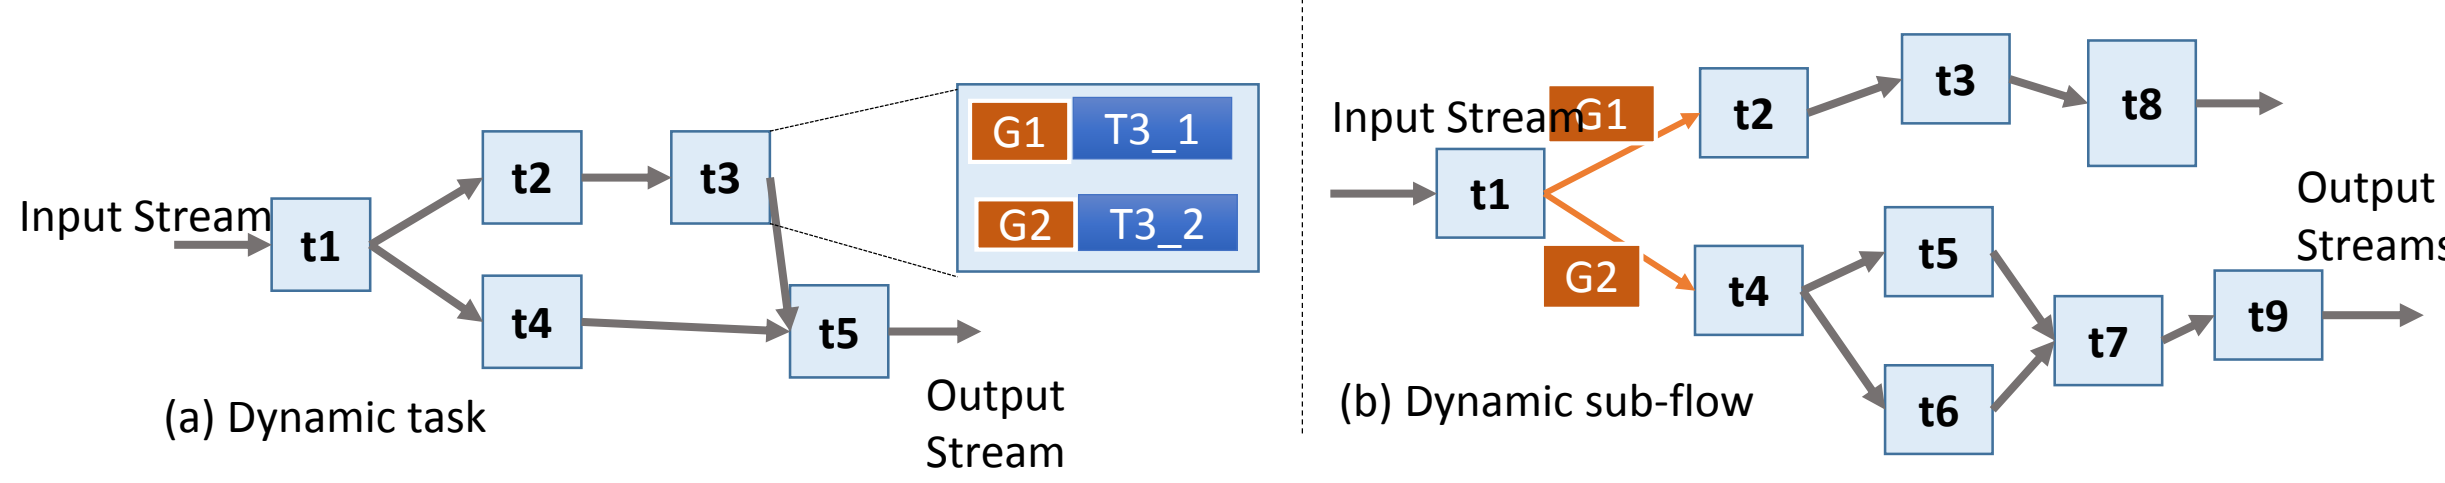 Input Stream
t1
t2
t3
t4
t5
G1
T3_1
G2
T3_2
Output
Stream
(a) Dynamic task
Input Stream
G1
t1
G2
t2
t3
t8
t4
t5
t6
t7
t9
Output
Streams
(b) Dynamic sub-flow